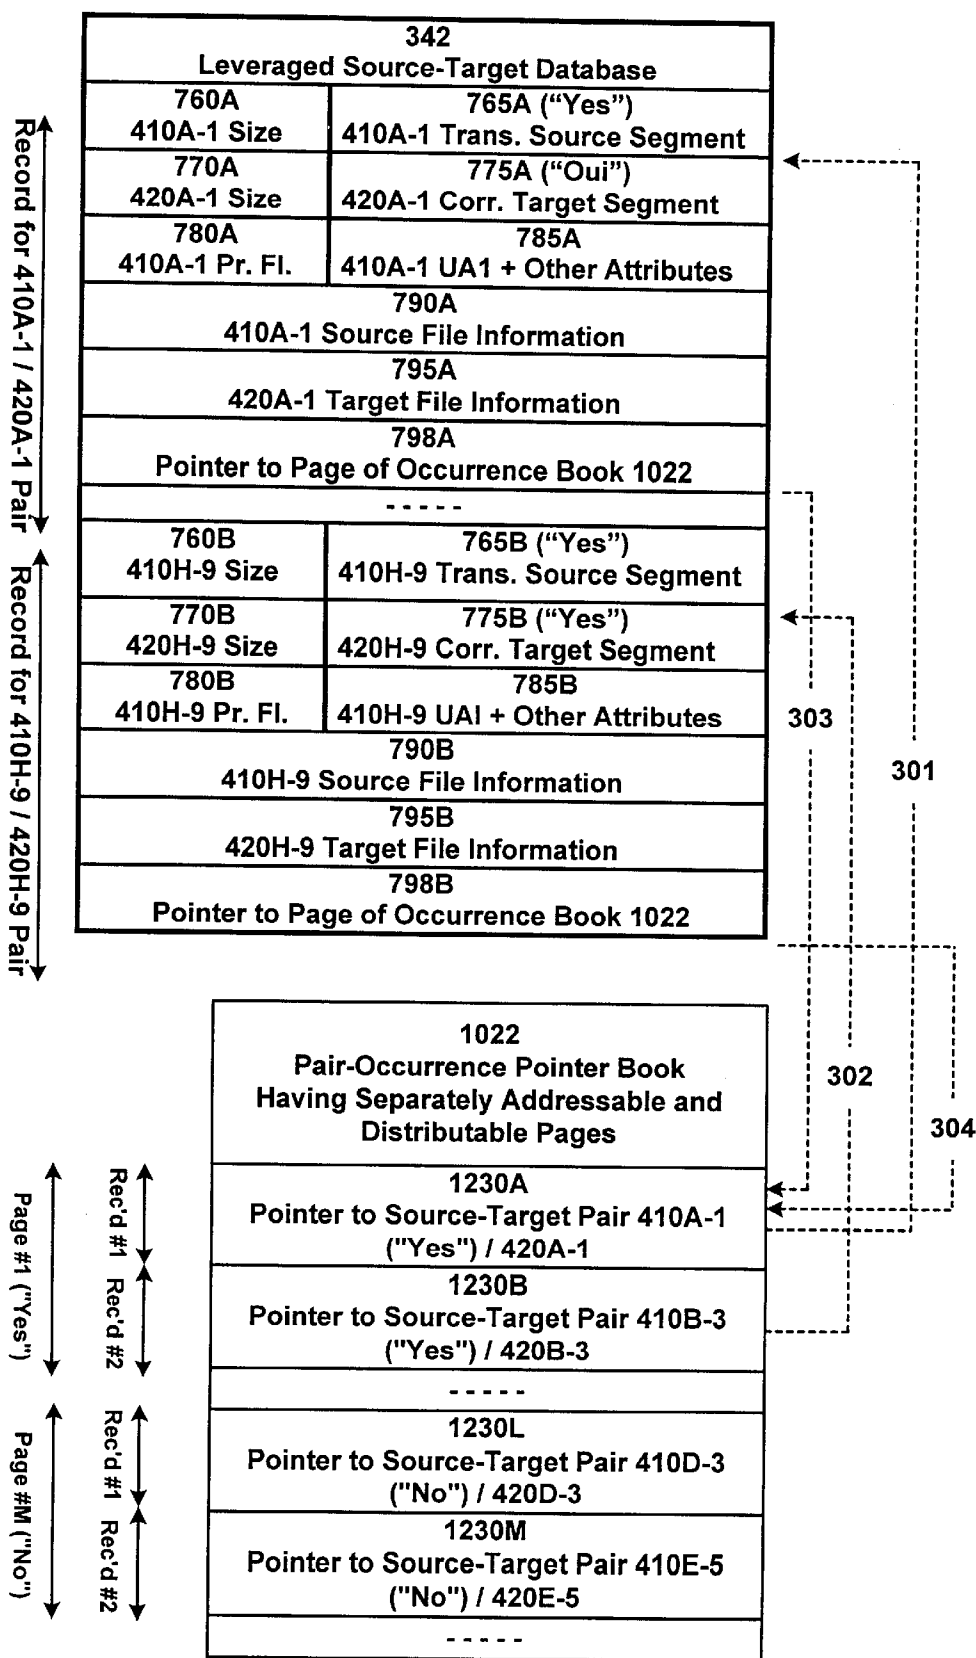 342
Leveraged Source-Target Database
760A
410A-1 Size
765A ("Yes")
410A-1 Trans. Source Segment
770A
420A-1 Size
775A ("Oui")
420A-1 Corr. Target Segment
780A
410A-1 Pr. Fl.
785A
410A-1 UA1 + Other Attributes
790A
410A-1 Source File Information
795A
420A-1 Target File Information
798A
Pointer to Page of Occurrence Book 1022
- - - - -
Record for 410A-1 / 420A-1 Pair
760B
410H-9 Size
765B ("Yes")
410H-9 Trans. Source Segment
770B
420H-9 Size
775B ("Yes")
420H-9 Corr. Target Segment
780B
410H-9 Pr. Fl.
785B
410H-9 UAI + Other Attributes
790B
410H-9 Source File Information
795B
420H-9 Target File Information
798B
Pointer to Page of Occurrence Book 1022
Record for 410H-9 / 420H-9 Pair
303
301
302
304
1022
Pair-Occurrence Pointer Book
Having Separately Addressable and
Distributable Pages
1230A
Pointer to Source-Target Pair 410A-1
("Yes") / 420A-1
1230B
Pointer to Source-Target Pair 410B-3
("Yes") / 420B-3
- - - - -
1230L
Pointer to Source-Target Pair 410D-3
("No") / 420D-3
1230M
Pointer to Source-Target Pair 410E-5
("No") / 420E-5
- - - - -
Rec'd #1
Rec'd #2
Page #1 ("Yes")
Rec'd #1
Rec'd #2
Page #M ("No")